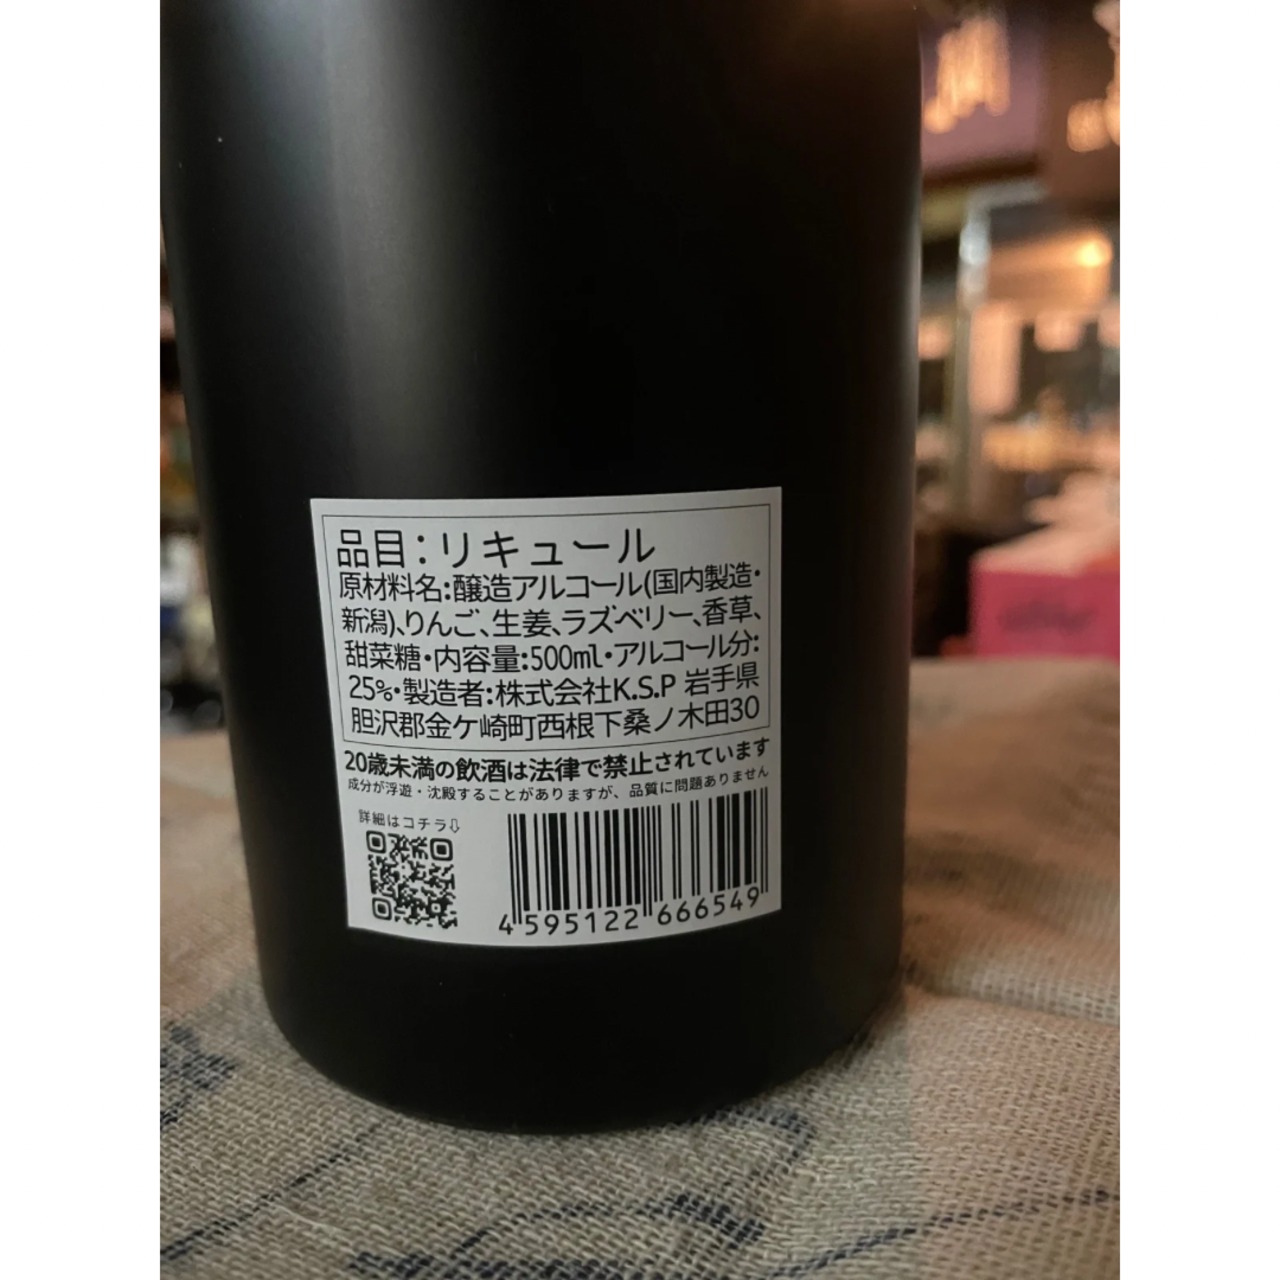 品目:リキュール
原材料名:醸造アルコール(国内製造・
新潟)、りんご、生姜、ラズベリー、香草、
甜菜糖・内容量:500ml・アルコール分:
25%・製造者:株式会社K.S.P 岩手県
胆沢郡金ケ崎町西根下桑ノ木田30
20歳未満の飲酒は法律で禁止されています
成分が浮遊・沈殿することがありますが、品質に問題ありません
詳細はコチラ⇩
4 595122 666549